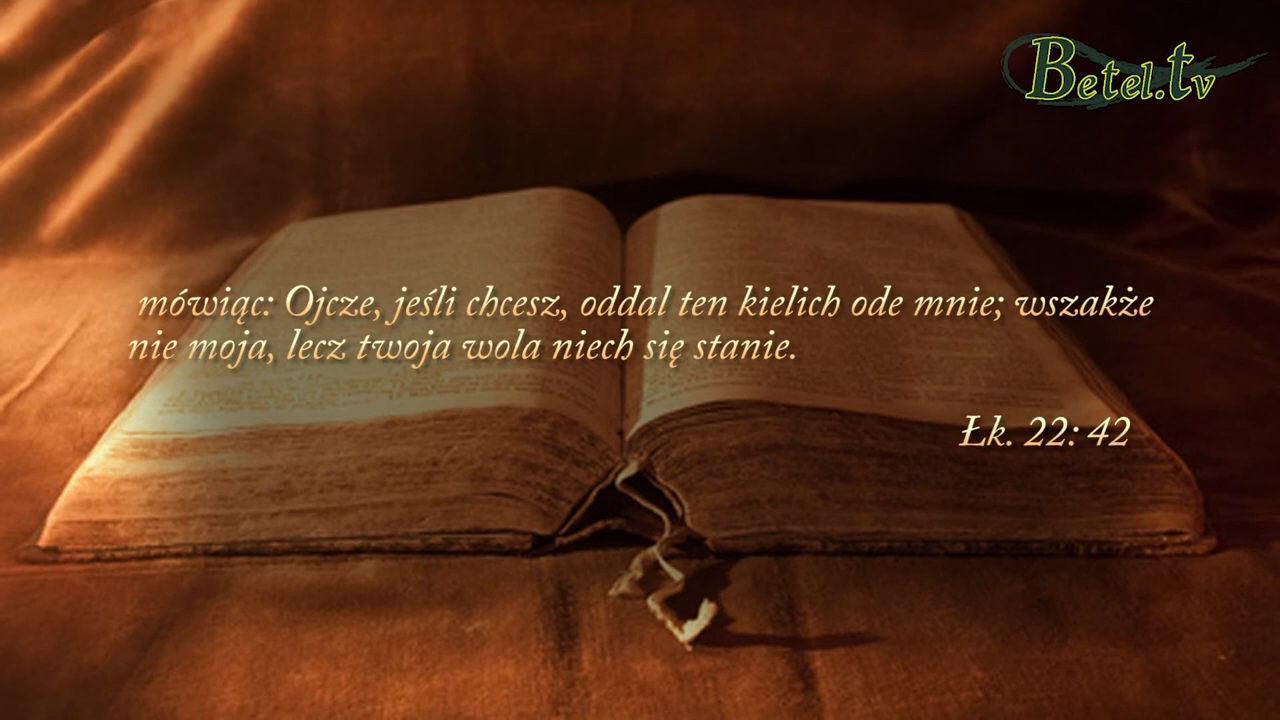 Betel.tv
mówiąc: Ojcze, jeśli chcesz, oddal ten kielich ode mnie; wszakże
nie moja, lecz twoja wola niech się stanie.
Łk. 22: 42